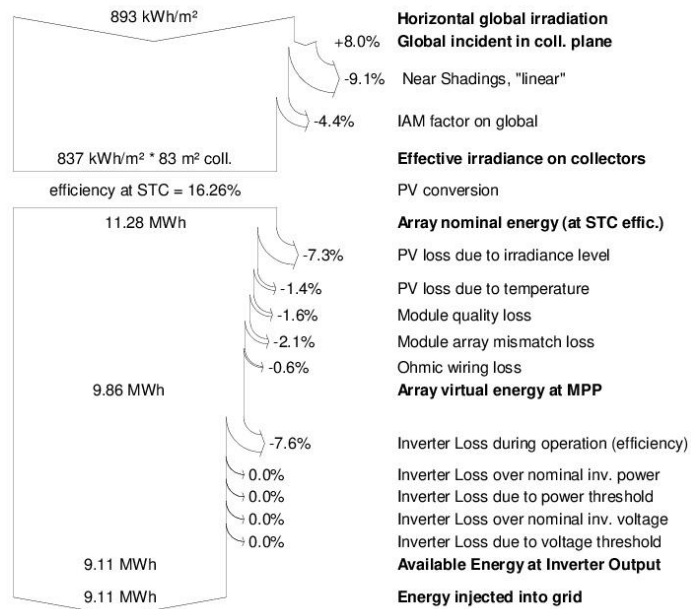 893 kWh/m² Horizontal global irradiation
+8.0% Global incident in coll. plane
-9.1% Near Shadings, "linear"
-4.4% IAM factor on global
837 kWh/m² * 83 m² coll. Effective irradiance on collectors
efficiency at STC = 16.26% PV conversion
11.28 MWh Array nominal energy (at STC effic.)
-7.3% PV loss due to irradiance level
-1.4% PV loss due to temperature
-1.6% Module quality loss
-2.1% Module array mismatch loss
-0.6% Ohmic wiring loss
9.86 MWh Array virtual energy at MPP
-7.6% Inverter Loss during operation (efficiency)
0.0% Inverter Loss over nominal inv. power
0.0% Inverter Loss due to power threshold
0.0% Inverter Loss over nominal inv. voltage
0.0% Inverter Loss due to voltage threshold
9.11 MWh Available Energy at Inverter Output
9.11 MWh Energy injected into grid